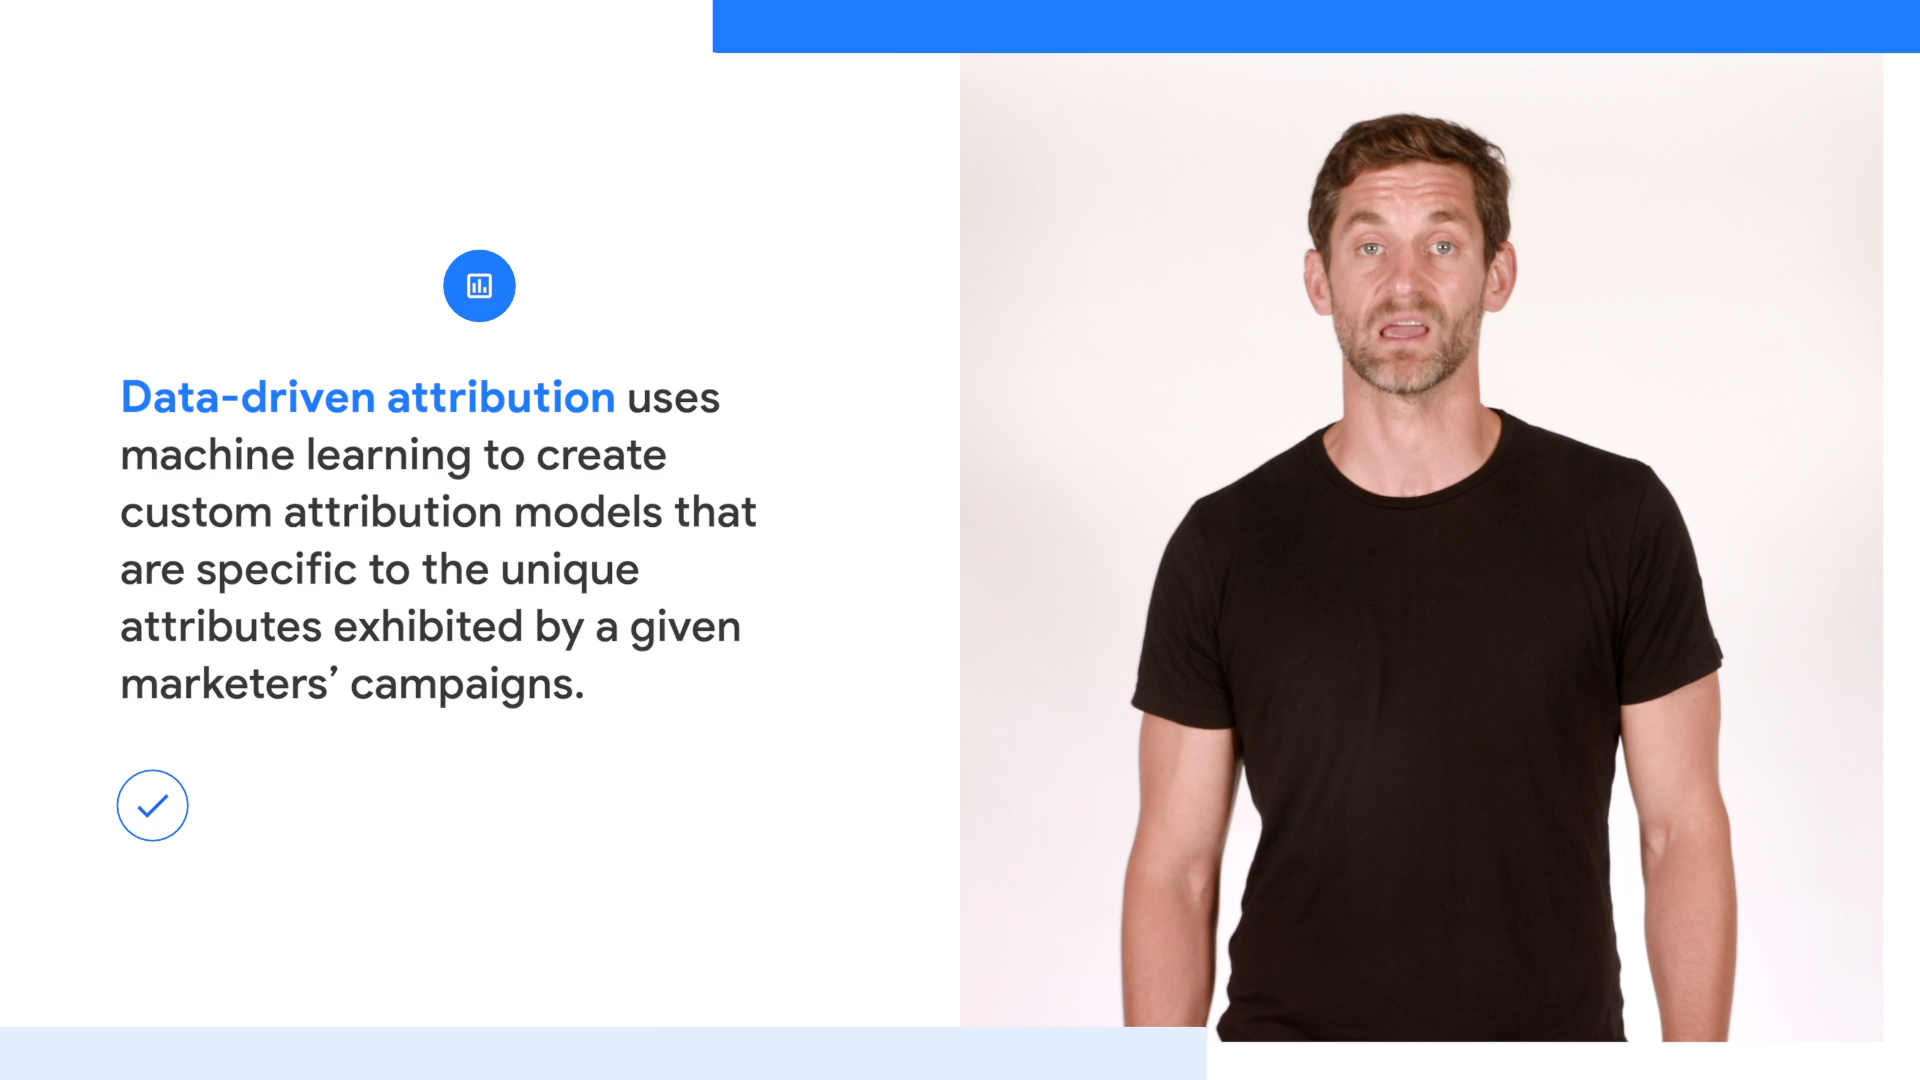 Data-driven attribution uses
machine learning to create
custom attribution models that
are specific to the unique
attributes exhibited by a given
marketers’ campaigns.